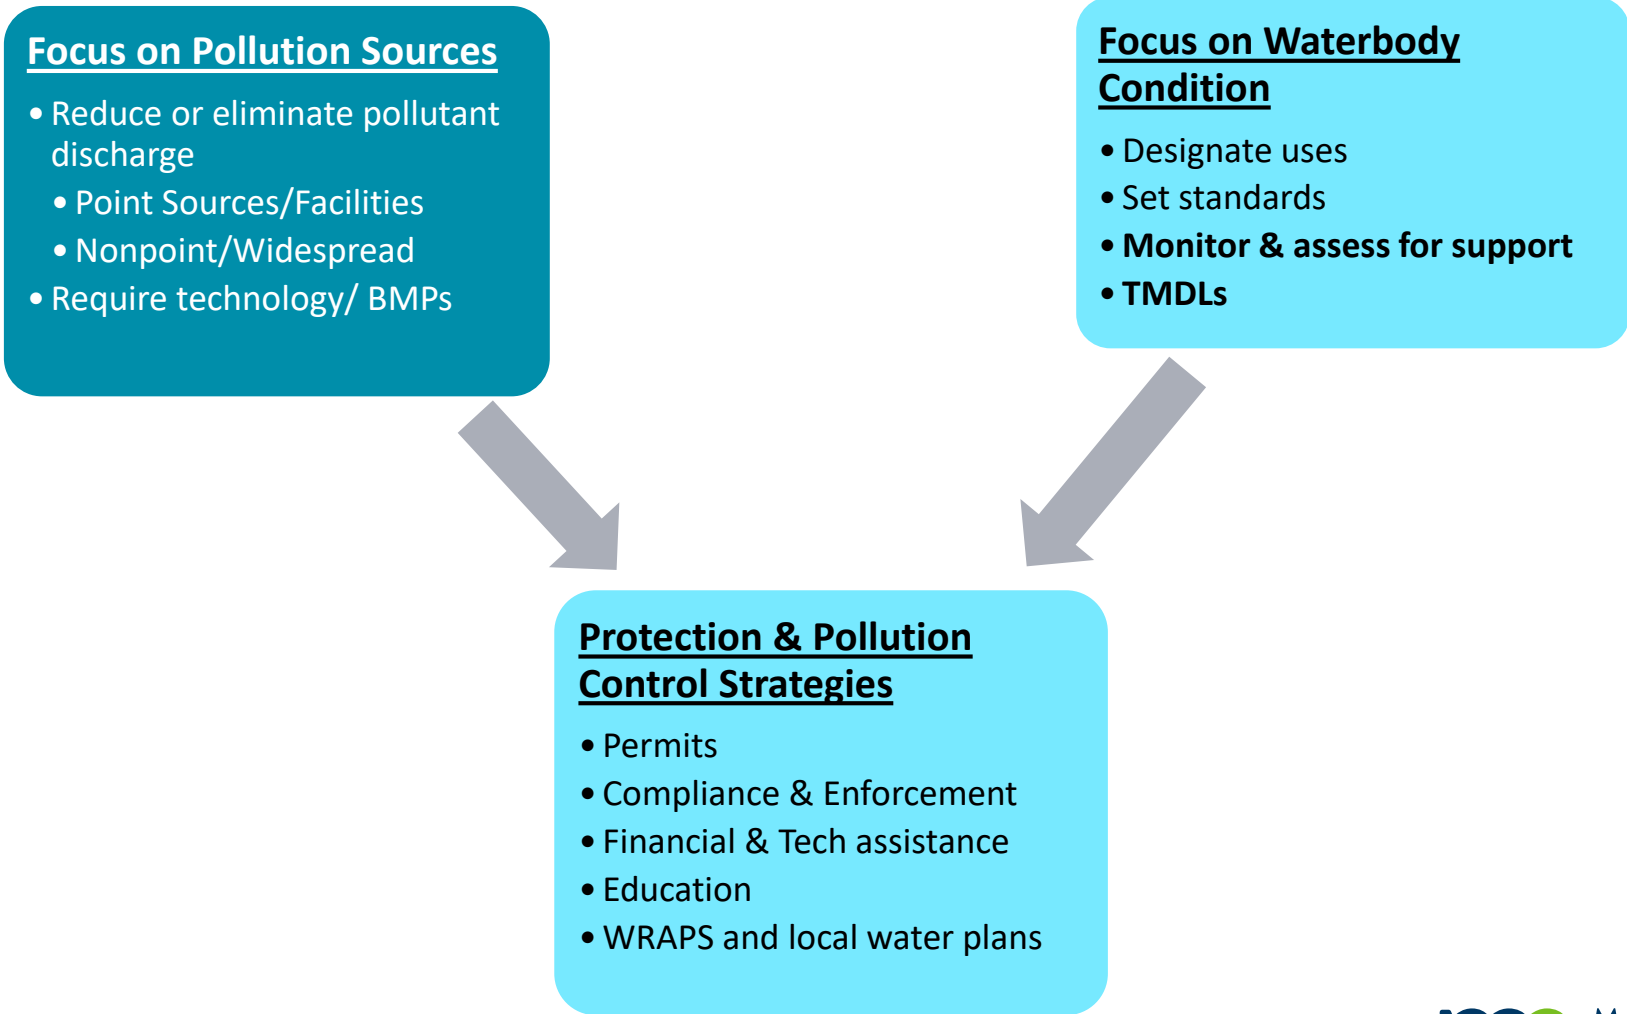 Focus on Pollution Sources
• Reduce or eliminate pollutant
discharge
• Point Sources/Facilities
• Nonpoint/Widespread
• Require technology/ BMPs
Focus on Waterbody
Condition
• Designate uses
• Set standards
• Monitor & assess for support
• TMDLs
Protection & Pollution
Control Strategies
• Permits
• Compliance & Enforcement
• Financial & Tech assistance
• Education
• WRAPS and local water plans